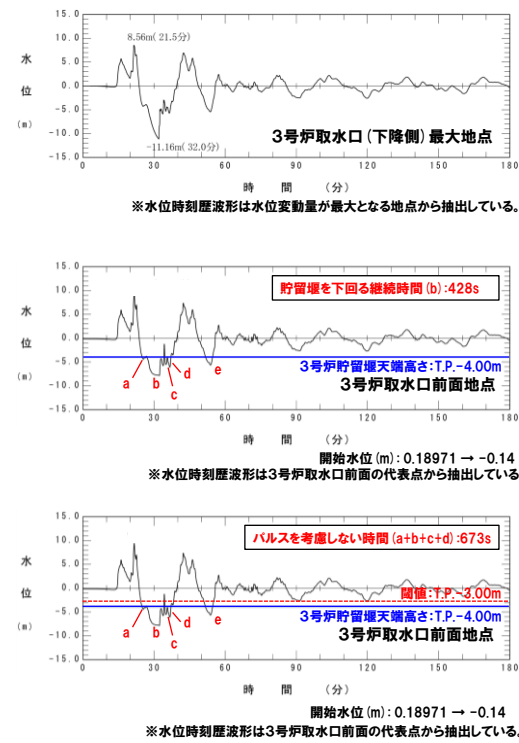 15.0
10.0
5.0
0.0
-5.0
-10.0
-15.0
水
位
(m)
8.56m( 21.5分)
-11.16m( 32.0分)
3号炉取水口(下降側)最大地点
0 30 60 90 120 150 180
時 間 (分)
※水位時刻歴波形は水位変動量が最大となる地点から抽出している。
15.0
10.0
5.0
0.0
-5.0
-10.0
-15.0
水
位
(m)
貯留堰を下回る継続時間(b):428s
3号炉貯留堰天端高さ:T.P.-4.00m
3号炉取水口前面地点
a b c d e
0 30 60 90 120 150 180
時 間 (分)
開始水位(m):0.18971 → -0.14
※水位時刻歴波形は3号炉取水口前面の代表点から抽出している
15.0
10.0
5.0
0.0
-5.0
-10.0
-15.0
水
位
(m)
パルスを考慮しない時間(a+b+c+d):673s
閾値:T.P.-3.00m
3号炉貯留堰天端高さ:T.P.-4.00m
3号炉取水口前面地点
a b c d e
0 30 60 90 120 150 180
時 間 (分)
開始水位(m):0.18971 → -0.14
※水位時刻歴波形は3号炉取水口前面の代表点から抽出している。